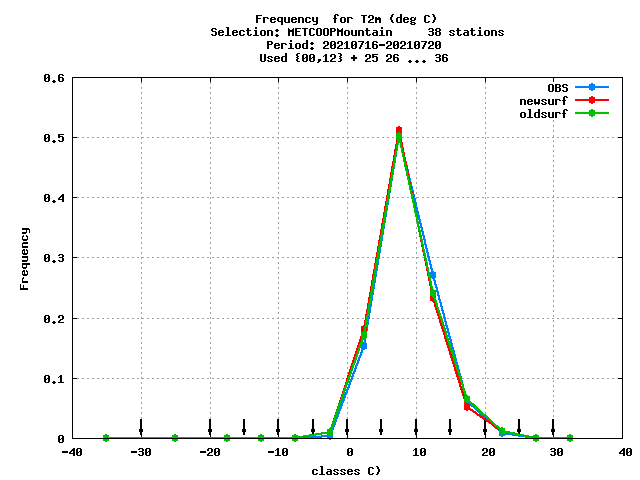 Frequency  for T2m (deg C)
Selection: METCOOPMountain     38 stations
Period: 20210716-20210720
Used {00,12} + 25 26 ... 36
OBS
newsurf
oldsurf
Frequency
0.6
0.5
0.4
0.3
0.2
0.1
0
-40 -30 -20 -10 0 10 20 30 40
classes C)